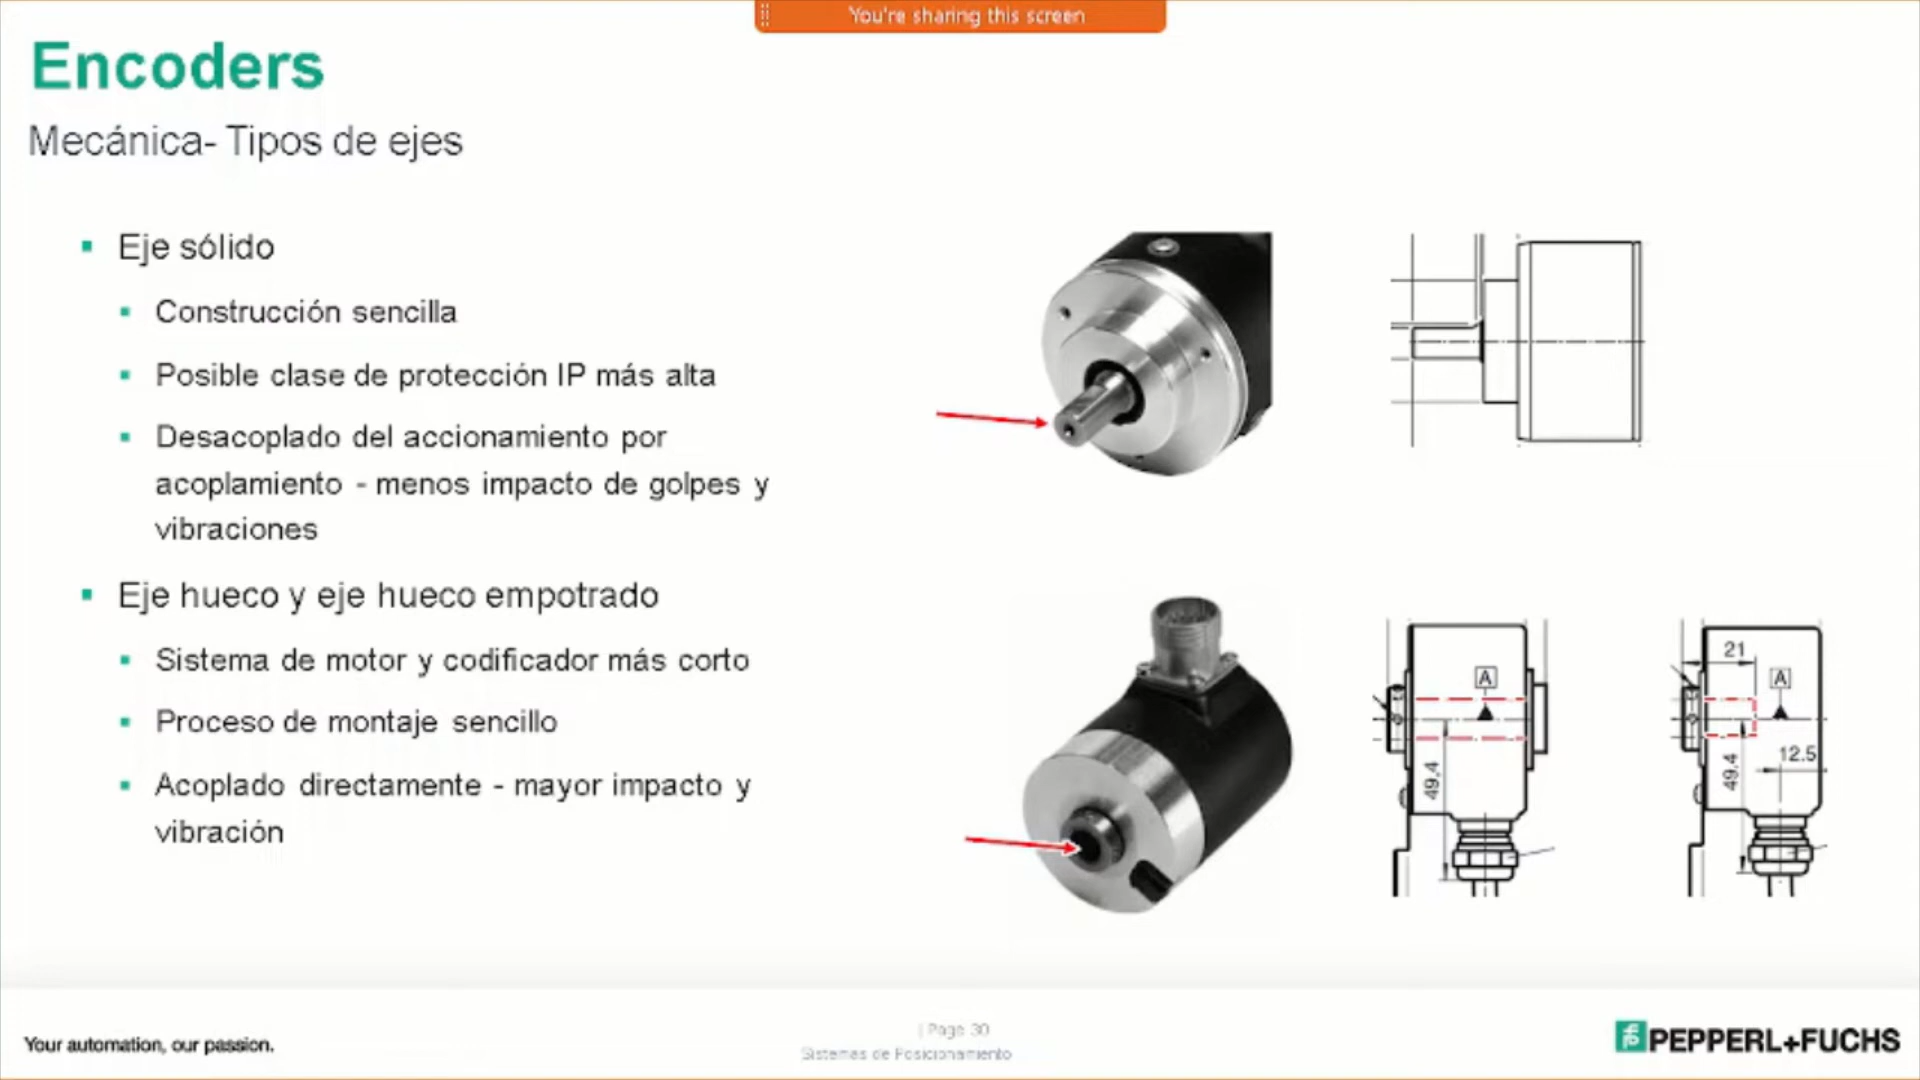 You're sharing this screen
Encoders
Mecánica- Tipos de ejes
Eje sólido
Construcción sencilla
Posible clase de protección IP más alta
Desacoplado del accionamiento por
acoplamiento - menos impacto de golpes y
vibraciones
Eje hueco y eje hueco empotrado
Sistema de motor y codificador más corto
Proceso de montaje sencillo
Acoplado directamente - mayor impacto y
vibración
A
49,4
21
A
49.4
12.5
Your automation, our passion.
| Page 30
Sistemas de Posicionamiento
PEPPERL+FUCHS